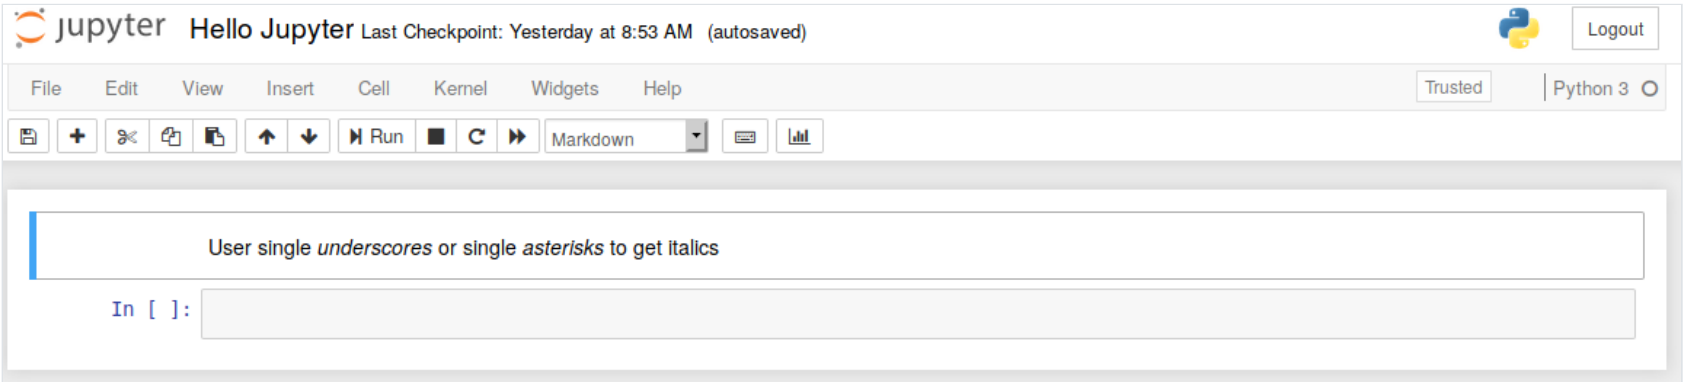 jupyter Hello Jupyter Last Checkpoint: Yesterday at 8:53 AM (autosaved) Logout
File Edit View Insert Cell Kernel Widgets Help Trusted Python 3
Run Markdown
User single underscores or single asterisks to get italics
In [ ]: